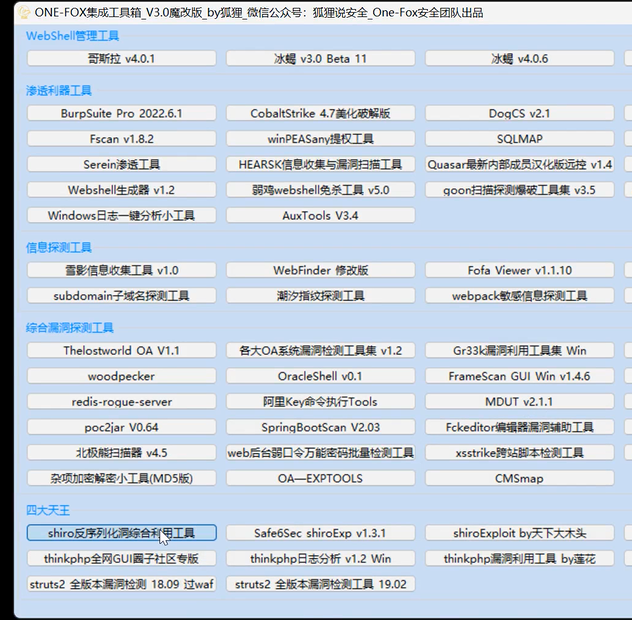 ONE-FOX集成工具箱_V3.0魔改版_by狐狸_微信公众号：狐狸说安全_One-Fox安全团队出品
WebShell管理工具
哥斯拉 v4.0.1
冰蝎 v3.0 Beta 11
冰蝎 v4.0.6
渗透利器工具
BurpSuite Pro 2022.6.1
CobaltStrike 4.7美化破解版
DogCS v2.1
Fscan v1.8.2
winPEASany提权工具
SQLMAP
Serein渗透工具
HEARSK信息收集与漏洞扫描工具
Quasar最新内部成员汉化版远控 v1.4
Webshell生成器 v1.2
弱鸡webshell免杀工具 v5.0
goon扫描探测爆破工具集 v3.5
Windows日志一键分析小工具
AuxTools V3.4
信息探测工具
雪影信息收集工具 v1.0
WebFinder 修改版
Fofa Viewer v1.1.10
subdomain子域名探测工具
潮汐指纹探测工具
webpack敏感信息探测工具
综合漏洞探测工具
Thelostworld OA V1.1
各大OA系统漏洞检测工具集 v1.2
Gr33k漏洞利用工具集 Win
woodpecker
OracleShell v0.1
FrameScan GUI Win v1.4.6
redis-rogue-server
阿里Key命令执行Tools
MDUT v2.1.1
poc2jar V0.64
SpringBootScan V2.03
Fckeditor编辑器漏洞辅助工具
北极熊扫描器 v4.5
web后台弱口令万能密码批量检测工具
xsstrike跨站脚本检测工具
杂项加密解密小工具(MD5版)
OA—EXPTOOLS
CMSmap
四大天王
shiro反序列化洞综合利用工具
Safe6Sec shiroExp v1.3.1
shiroExploit by天下大木头
thinkphp全网GUI圈子社区专版
thinkphp日志分析 v1.2 Win
thinkphp漏洞利用工具 by莲花
struts2 全版本漏洞检测 18.09 过waf
struts2 全版本漏洞检测工具 19.02